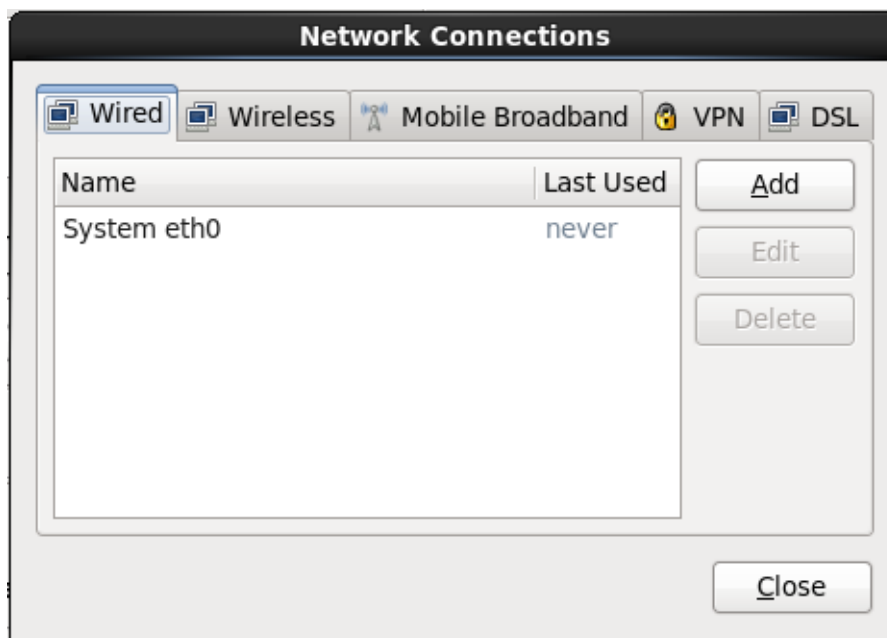 Network Connections
Wired Wireless Mobile Broadband VPN DSL
Name Last Used Add
System eth0 never
Edit
Delete
Close